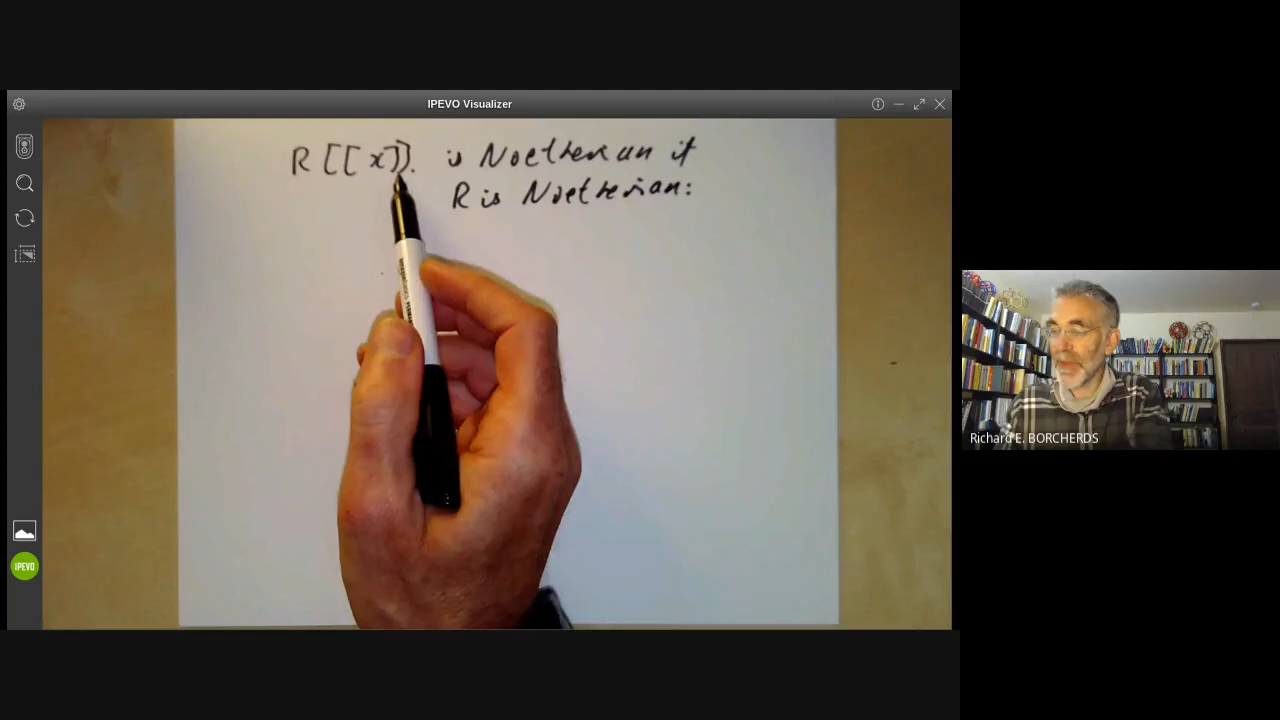 IPEVO Visualizer
R[[x]]. is Noetherian if
R is Noetherian:
Richard E. BORCHERDS
IPEVO